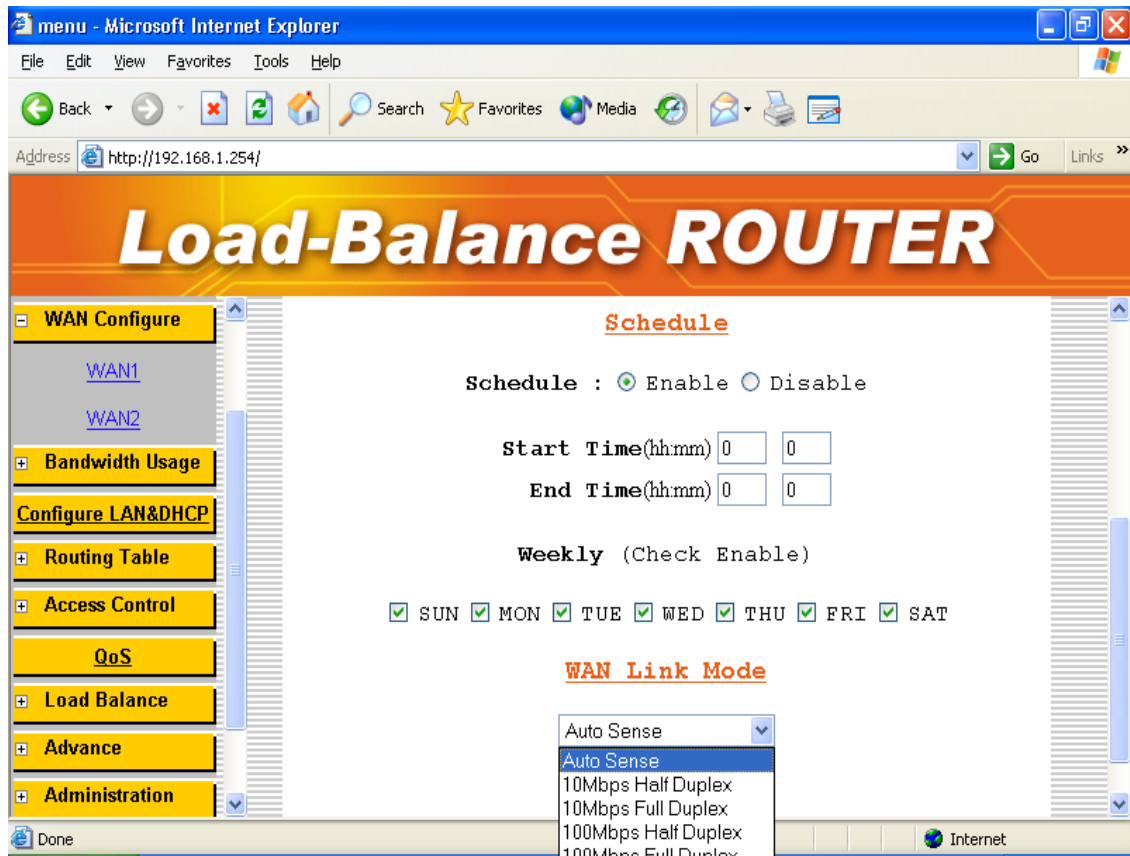 menu - Microsoft Internet Explorer
File Edit View Favorites Tools Help
Back Search Favorites Media
Address http://192.168.1.254/ Go Links »
Load-Balance ROUTER
WAN Configure
WAN1
WAN2
Bandwidth Usage
Configure LAN&DHCP
Routing Table
Access Control
QoS
Load Balance
Advance
Administration
Schedule
Schedule : Enable Disable
Start Time(hh:mm) 0 0
End Time(hh:mm) 0 0
Weekly (Check Enable)
SUN MON TUE WED THU FRI SAT
WAN Link Mode
Auto Sense
Auto Sense
10Mbps Half Duplex
10Mbps Full Duplex
100Mbps Half Duplex
100Mbps Full Duplex
Done Internet